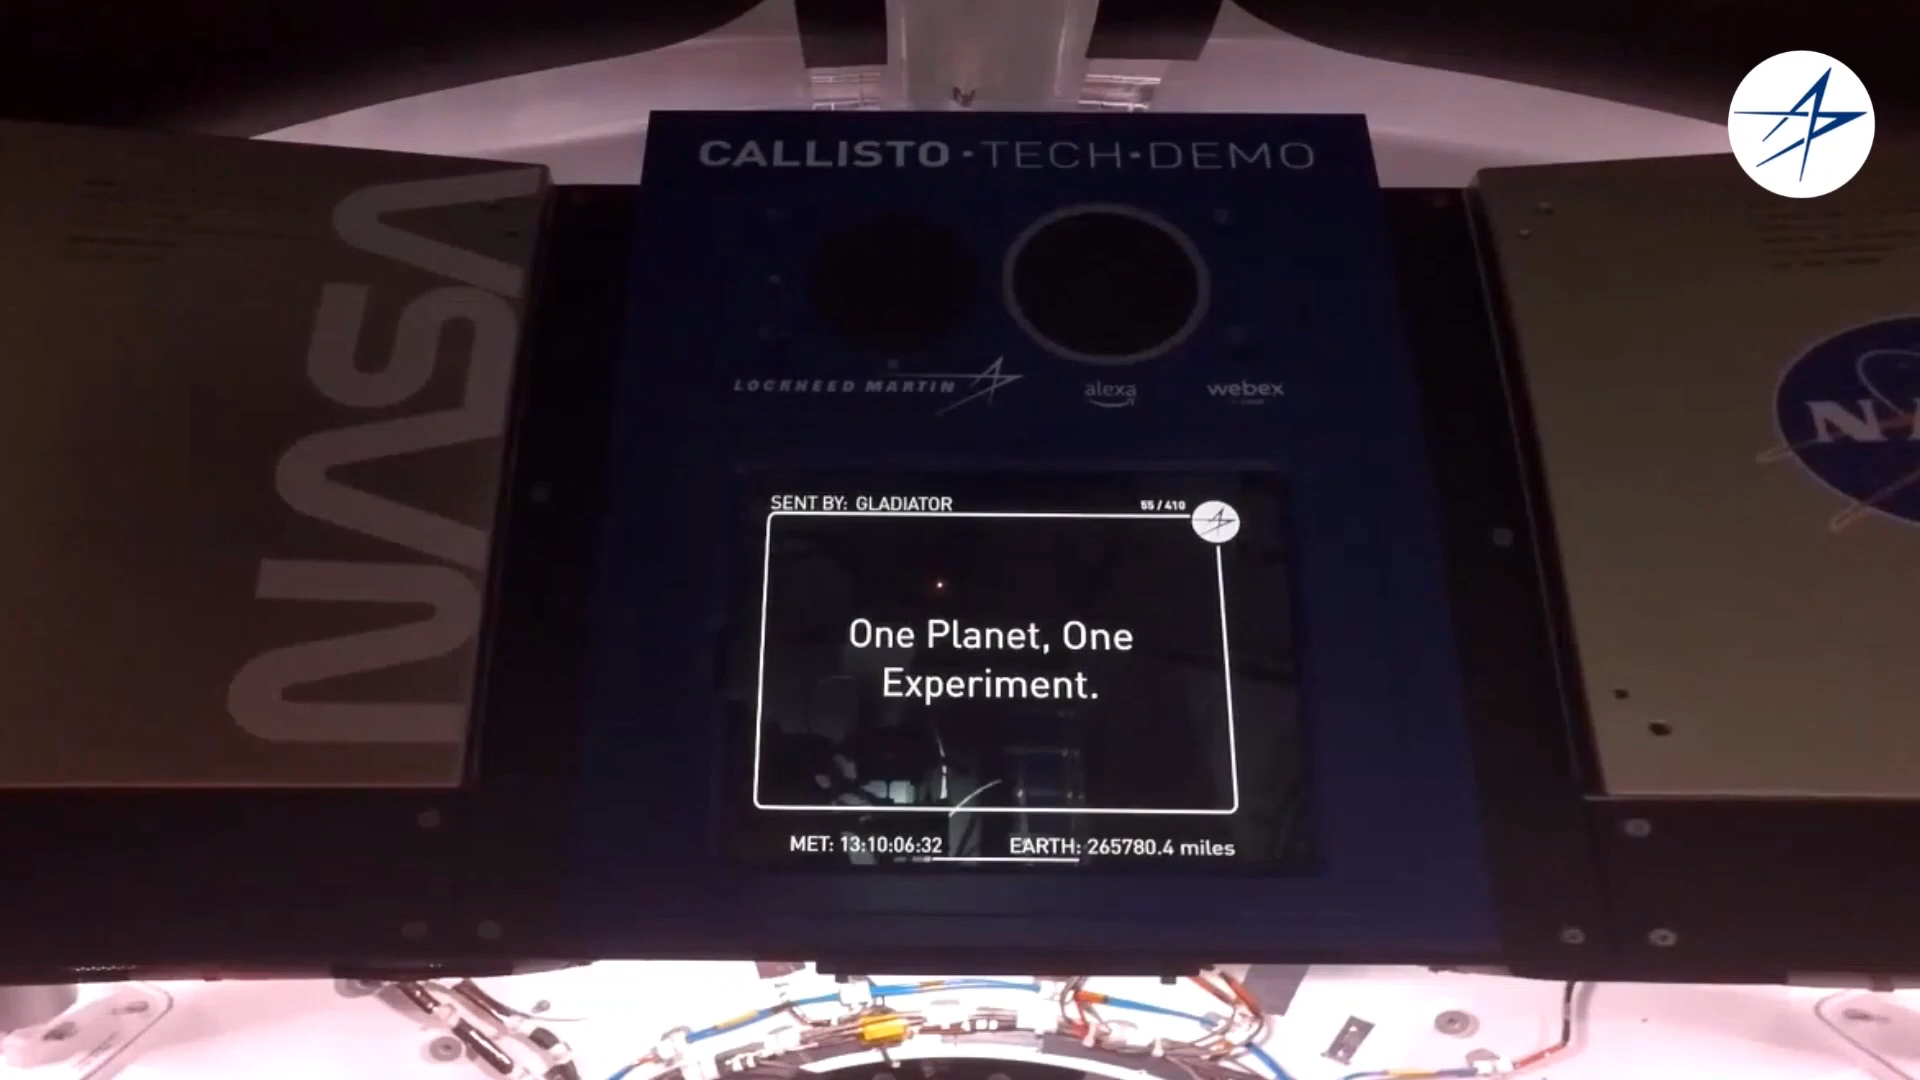 CALLISTO·TECH·DEMO
NASA
LOCKHEED MARTIN
alexa
webex
SENT BY: GLADIATOR
55 / 410
One Planet, One
Experiment.
MET: 13:10:06:32
EARTH: 265780.4 miles